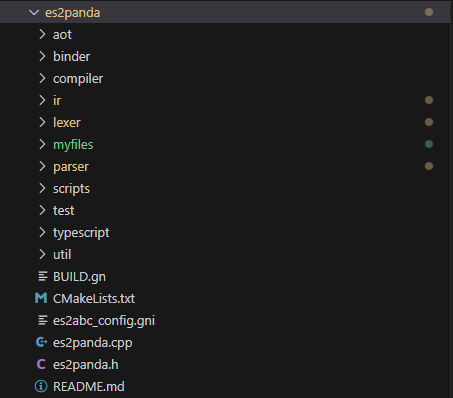 es2panda
aot
binder
compiler
ir
lexer
myfiles
parser
scripts
test
typescript
util
BUILD.gn
CMakeLists.txt
es2abc_config.gni
es2panda.cpp
es2panda.h
README.md